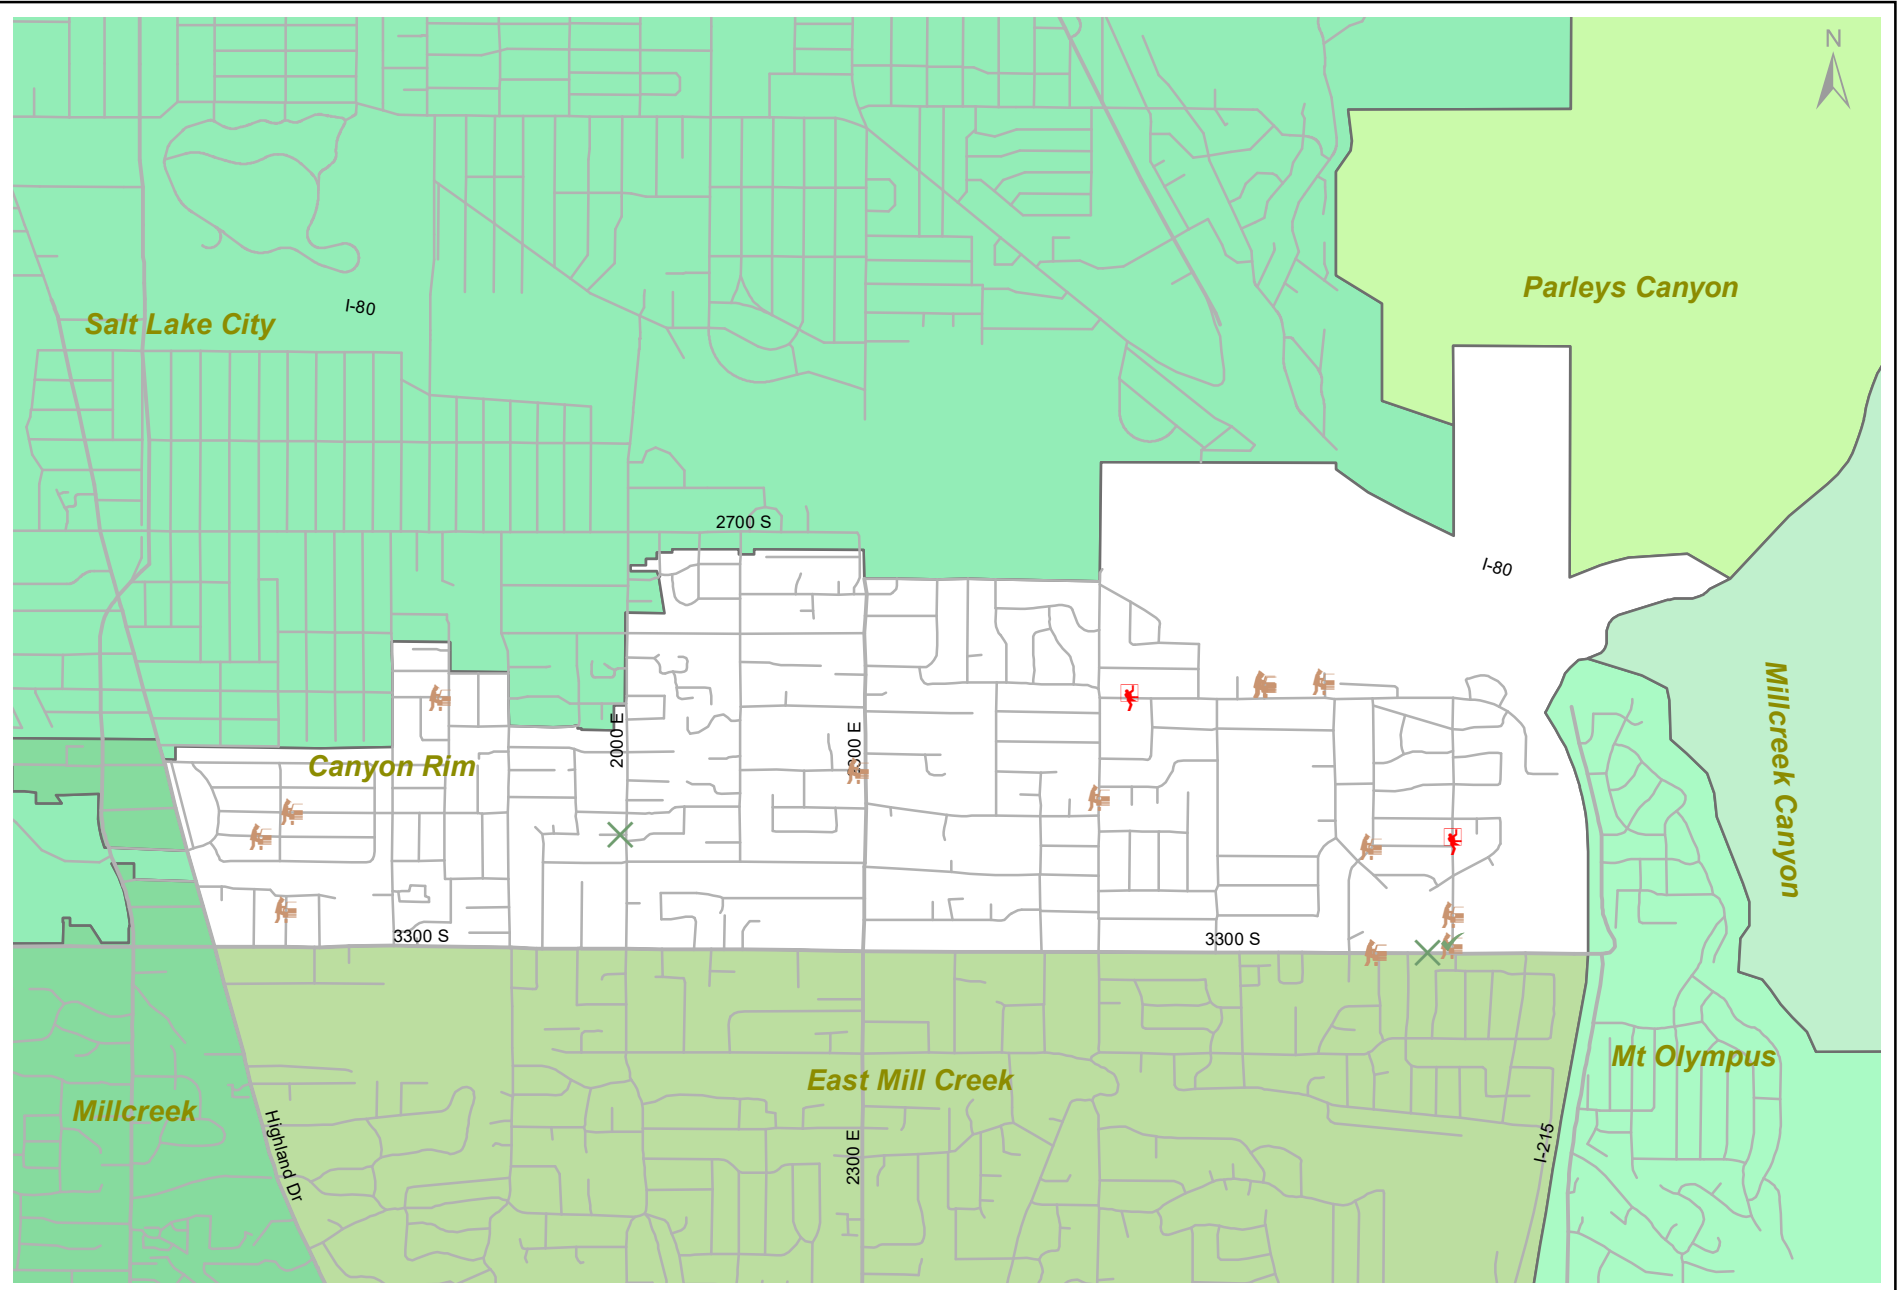 N
Parleys Canyon
I-80
Salt Lake City
2700 S
I-80
Millcreek Canyon
2000 E
Canyon Rim
3300 S
3300 S
Mt Olympus
East Mill Creek
Millcreek
Highland Dr
2300 E
I-215